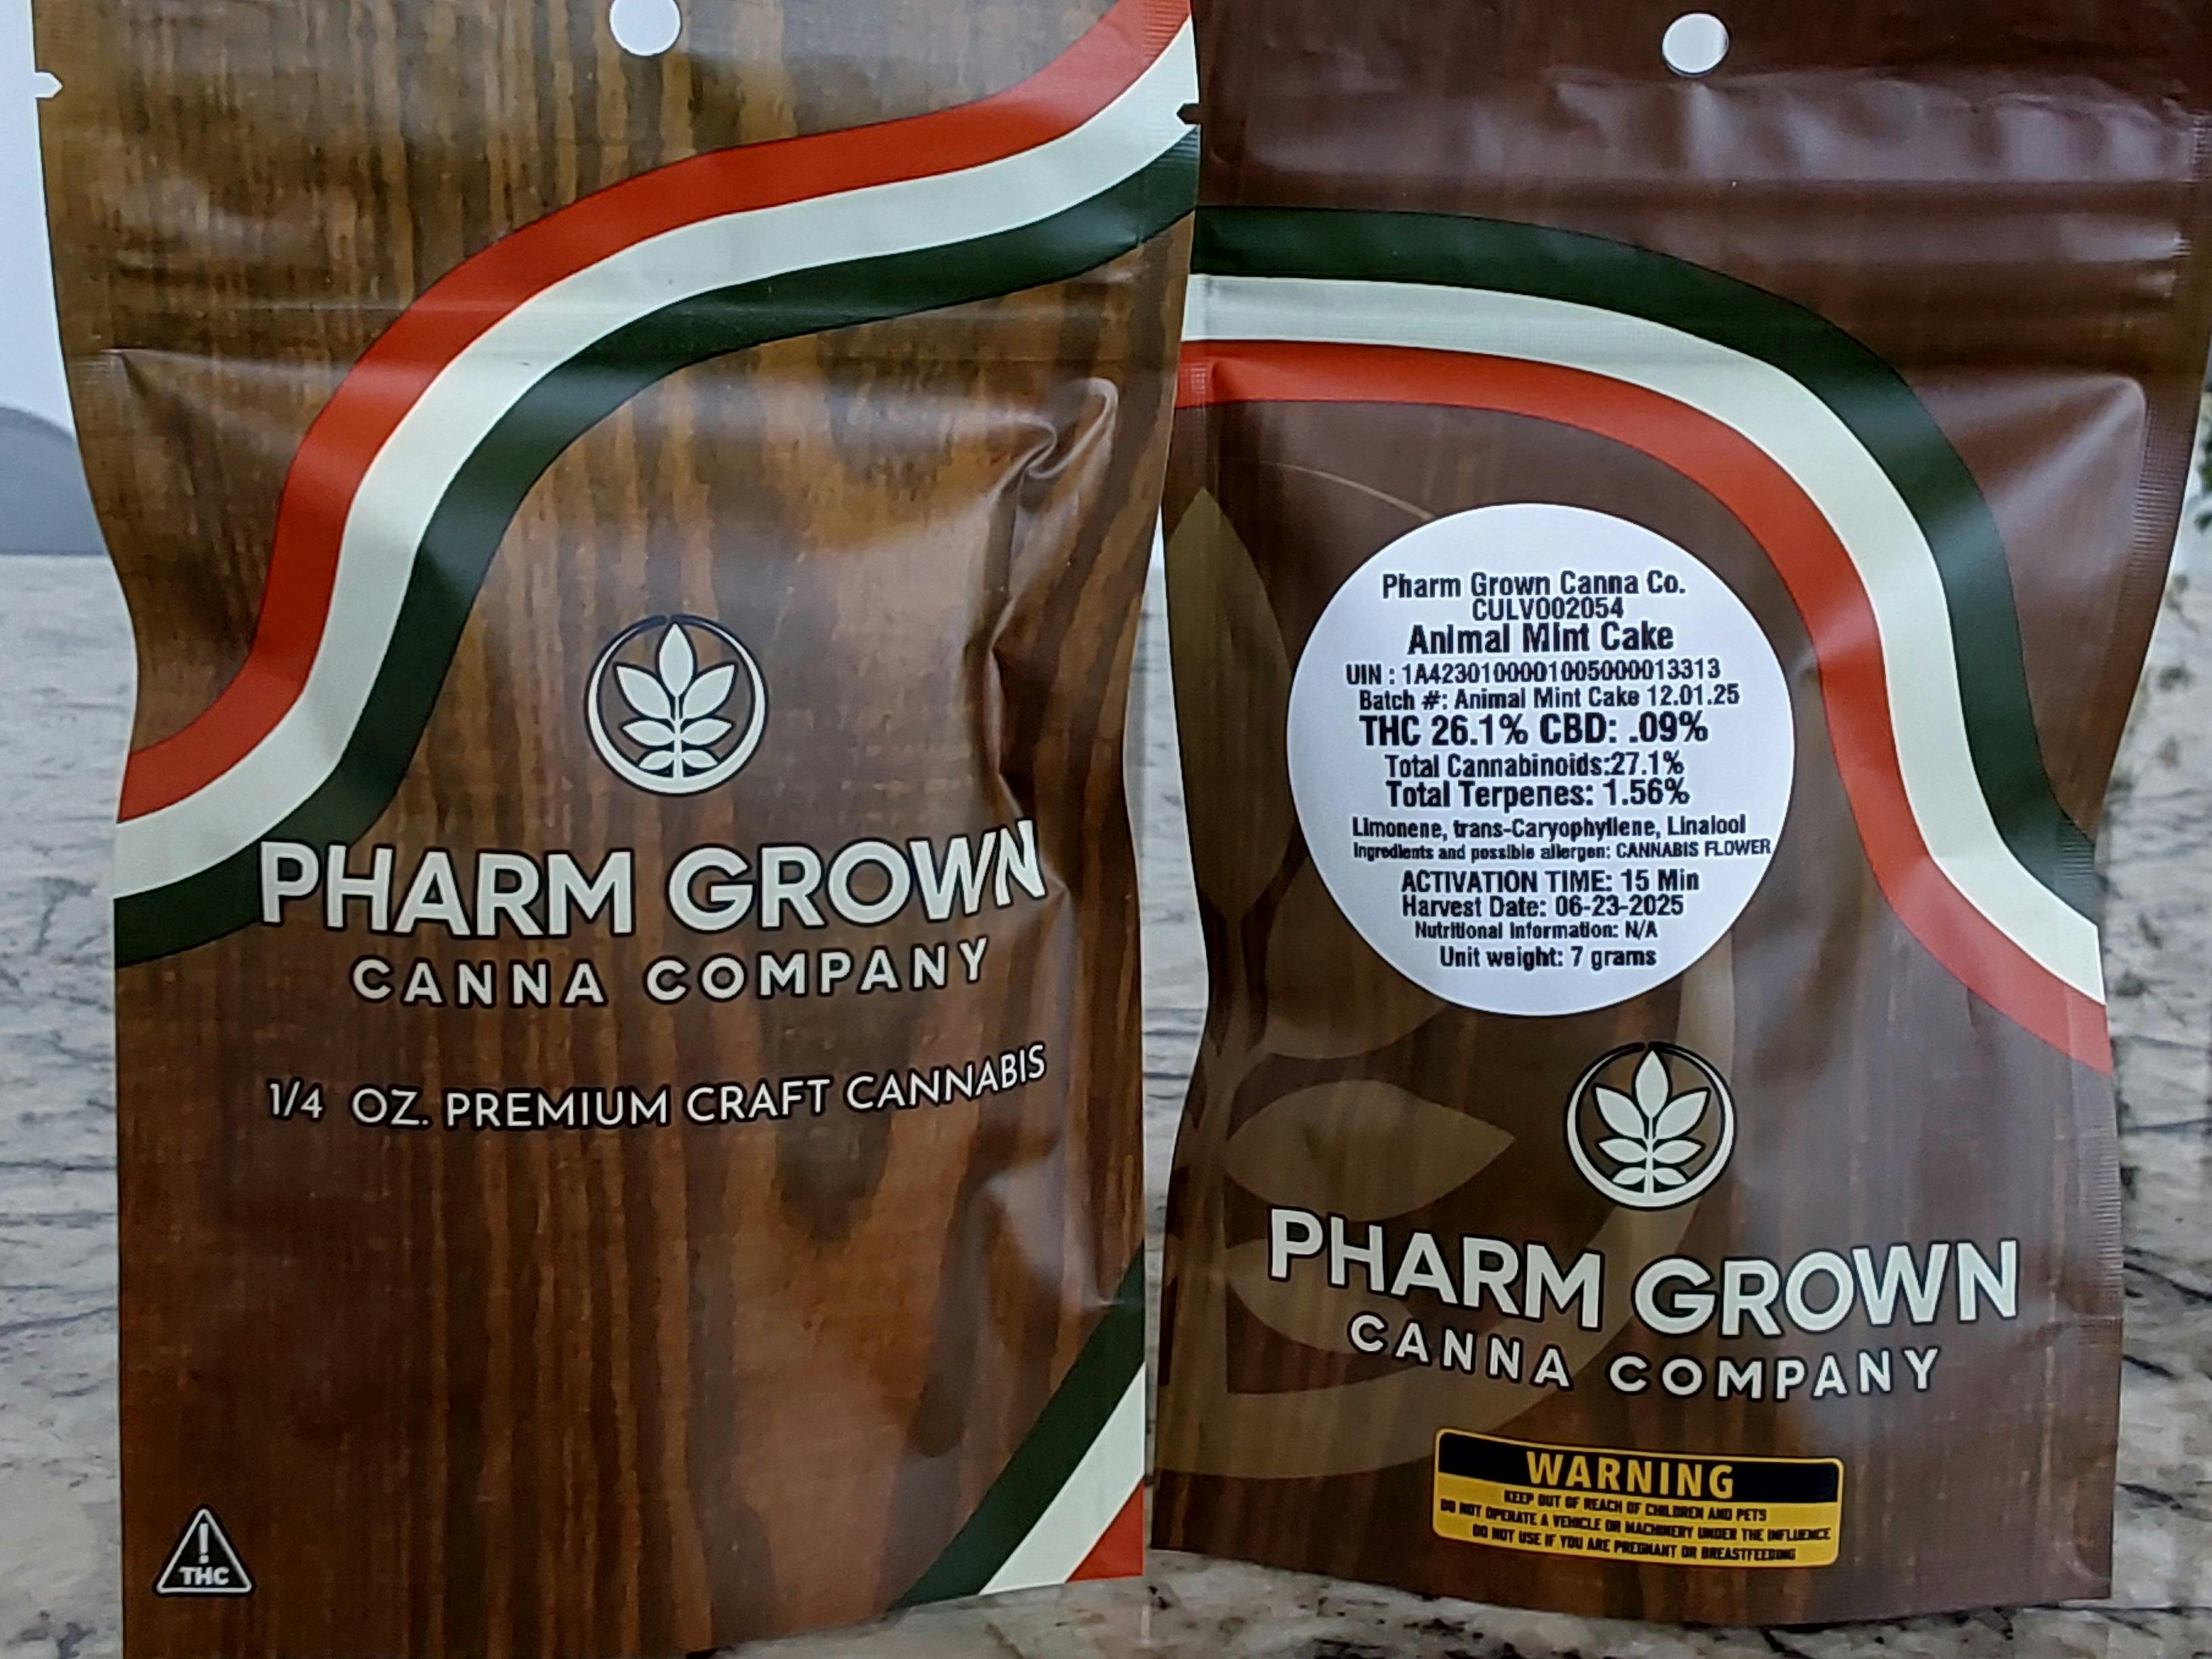 PHARM GROWN
CANNA COMPANY
1/4 OZ. PREMIUM CRAFT CANNABIS
!
THC
Pharm Grown Canna Co.
CULV002054
Animal Mint Cake
UIN : 1A4230100001005000013313
Batch #: Animal Mint Cake 12.01.25
THC 26.1% CBD: .09%
Total Cannabinoids:27.1%
Total Terpenes: 1.56%
Limonene, trans-Caryophyllene, Linalool
Ingredients and possible allergen: CANNABIS FLOWER
ACTIVATION TIME: 15 Min
Harvest Date: 06-23-2025
Nutritional Information: N/A
Unit weight: 7 grams
PHARM GROWN
CANNA COMPANY
WARNING
KEEP OUT OF REACH OF CHILDREN AND PETS
DO NOT OPERATE A VEHICLE OR MACHINERY UNDER THE INFLUENCE
DO NOT USE IF YOU ARE PREGNANT OR BREASTFEEDING